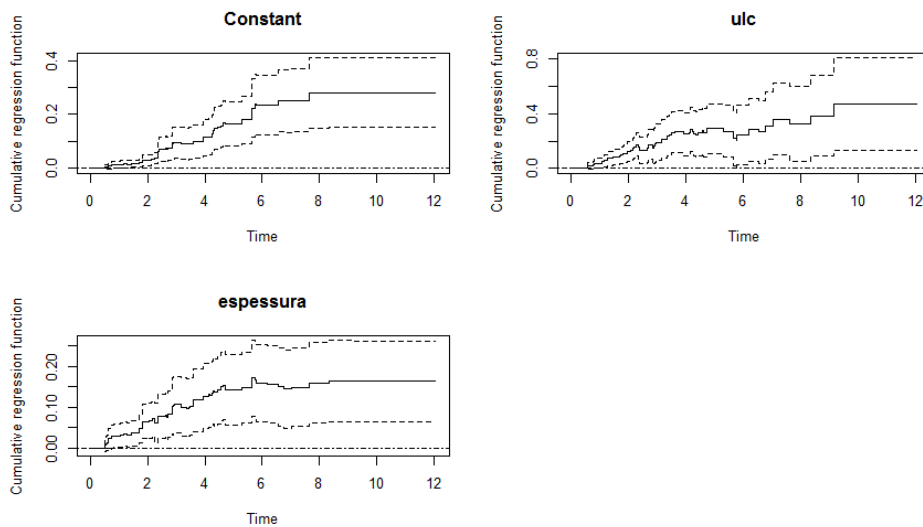 Constant
Cumulative regression function
0.0 0.2 0.4
0 2 4 6 8 10 12
Time
ulc
Cumulative regression function
0.0 0.4 0.8
0 2 4 6 8 10 12
Time
espessura
Cumulative regression function
0.00 0.10 0.20
0 2 4 6 8 10 12
Time